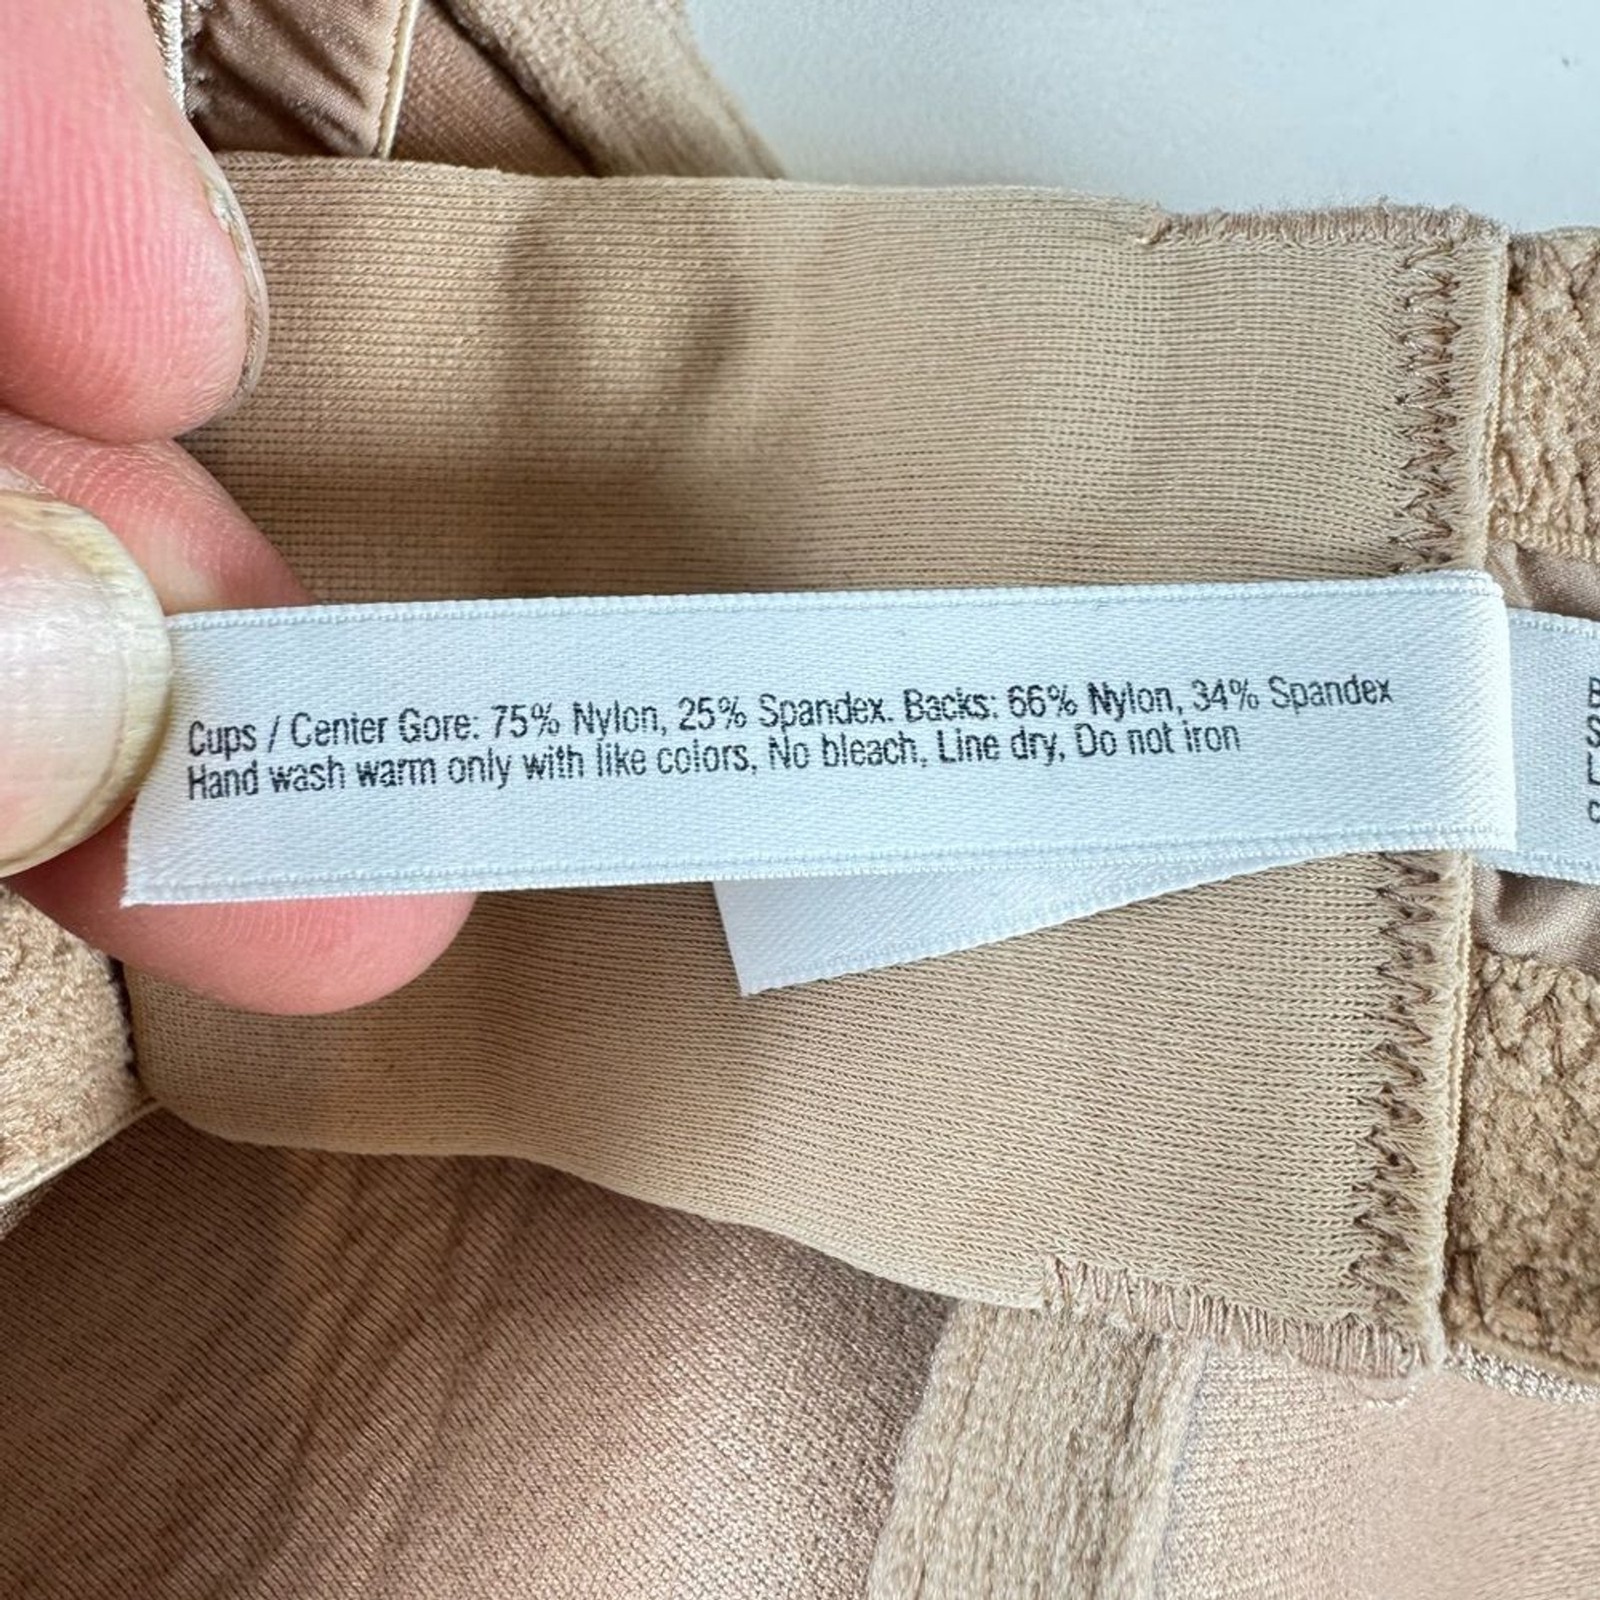 Cups / Center Gore: 75% Nylon, 25% Spandex. Backs: 66% Nylon, 34% Spandex
Hand wash warm only with like colors, No bleach, Line dry, Do not iron